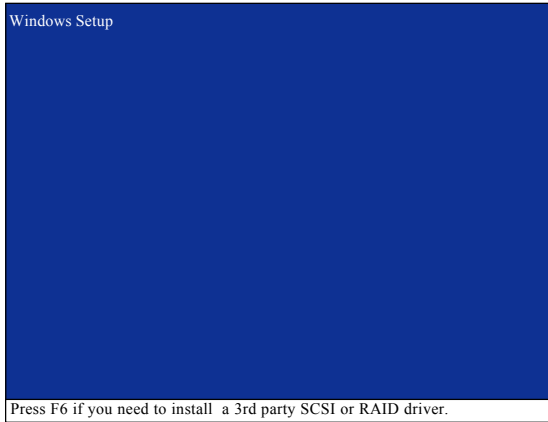 Windows Setup
Press F6 if you need to install  a 3rd party SCSI or RAID driver.